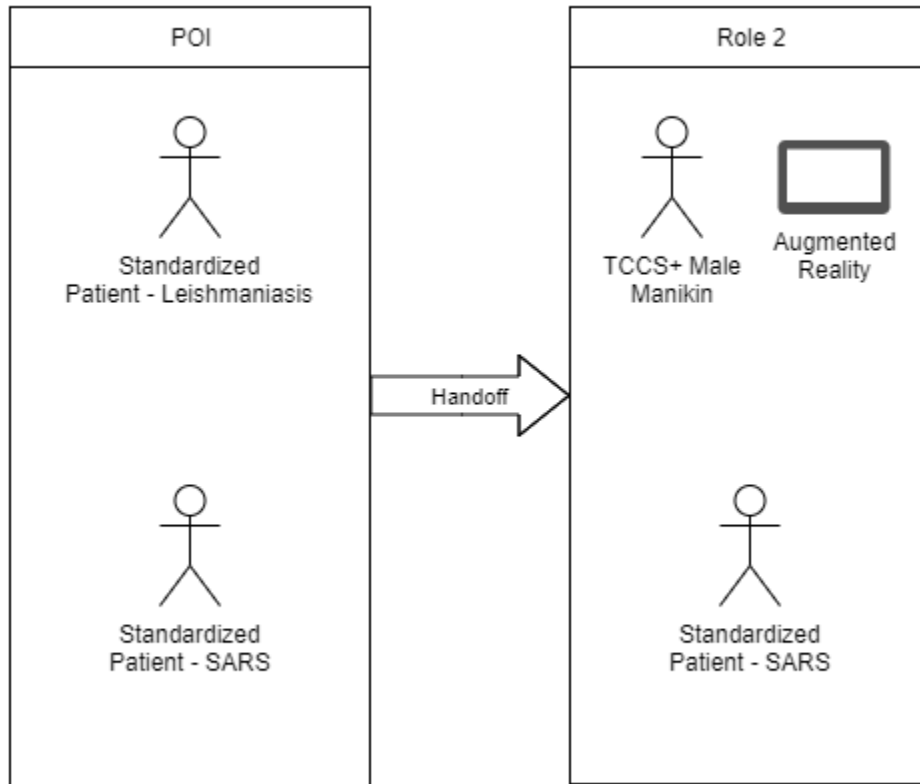 POI
Role 2
Standardized
Patient - Leishmaniasis
TCCS+ Male
Manikin
Augmented
Reality
Handoff
Standardized
Patient - SARS
Standardized
Patient - SARS